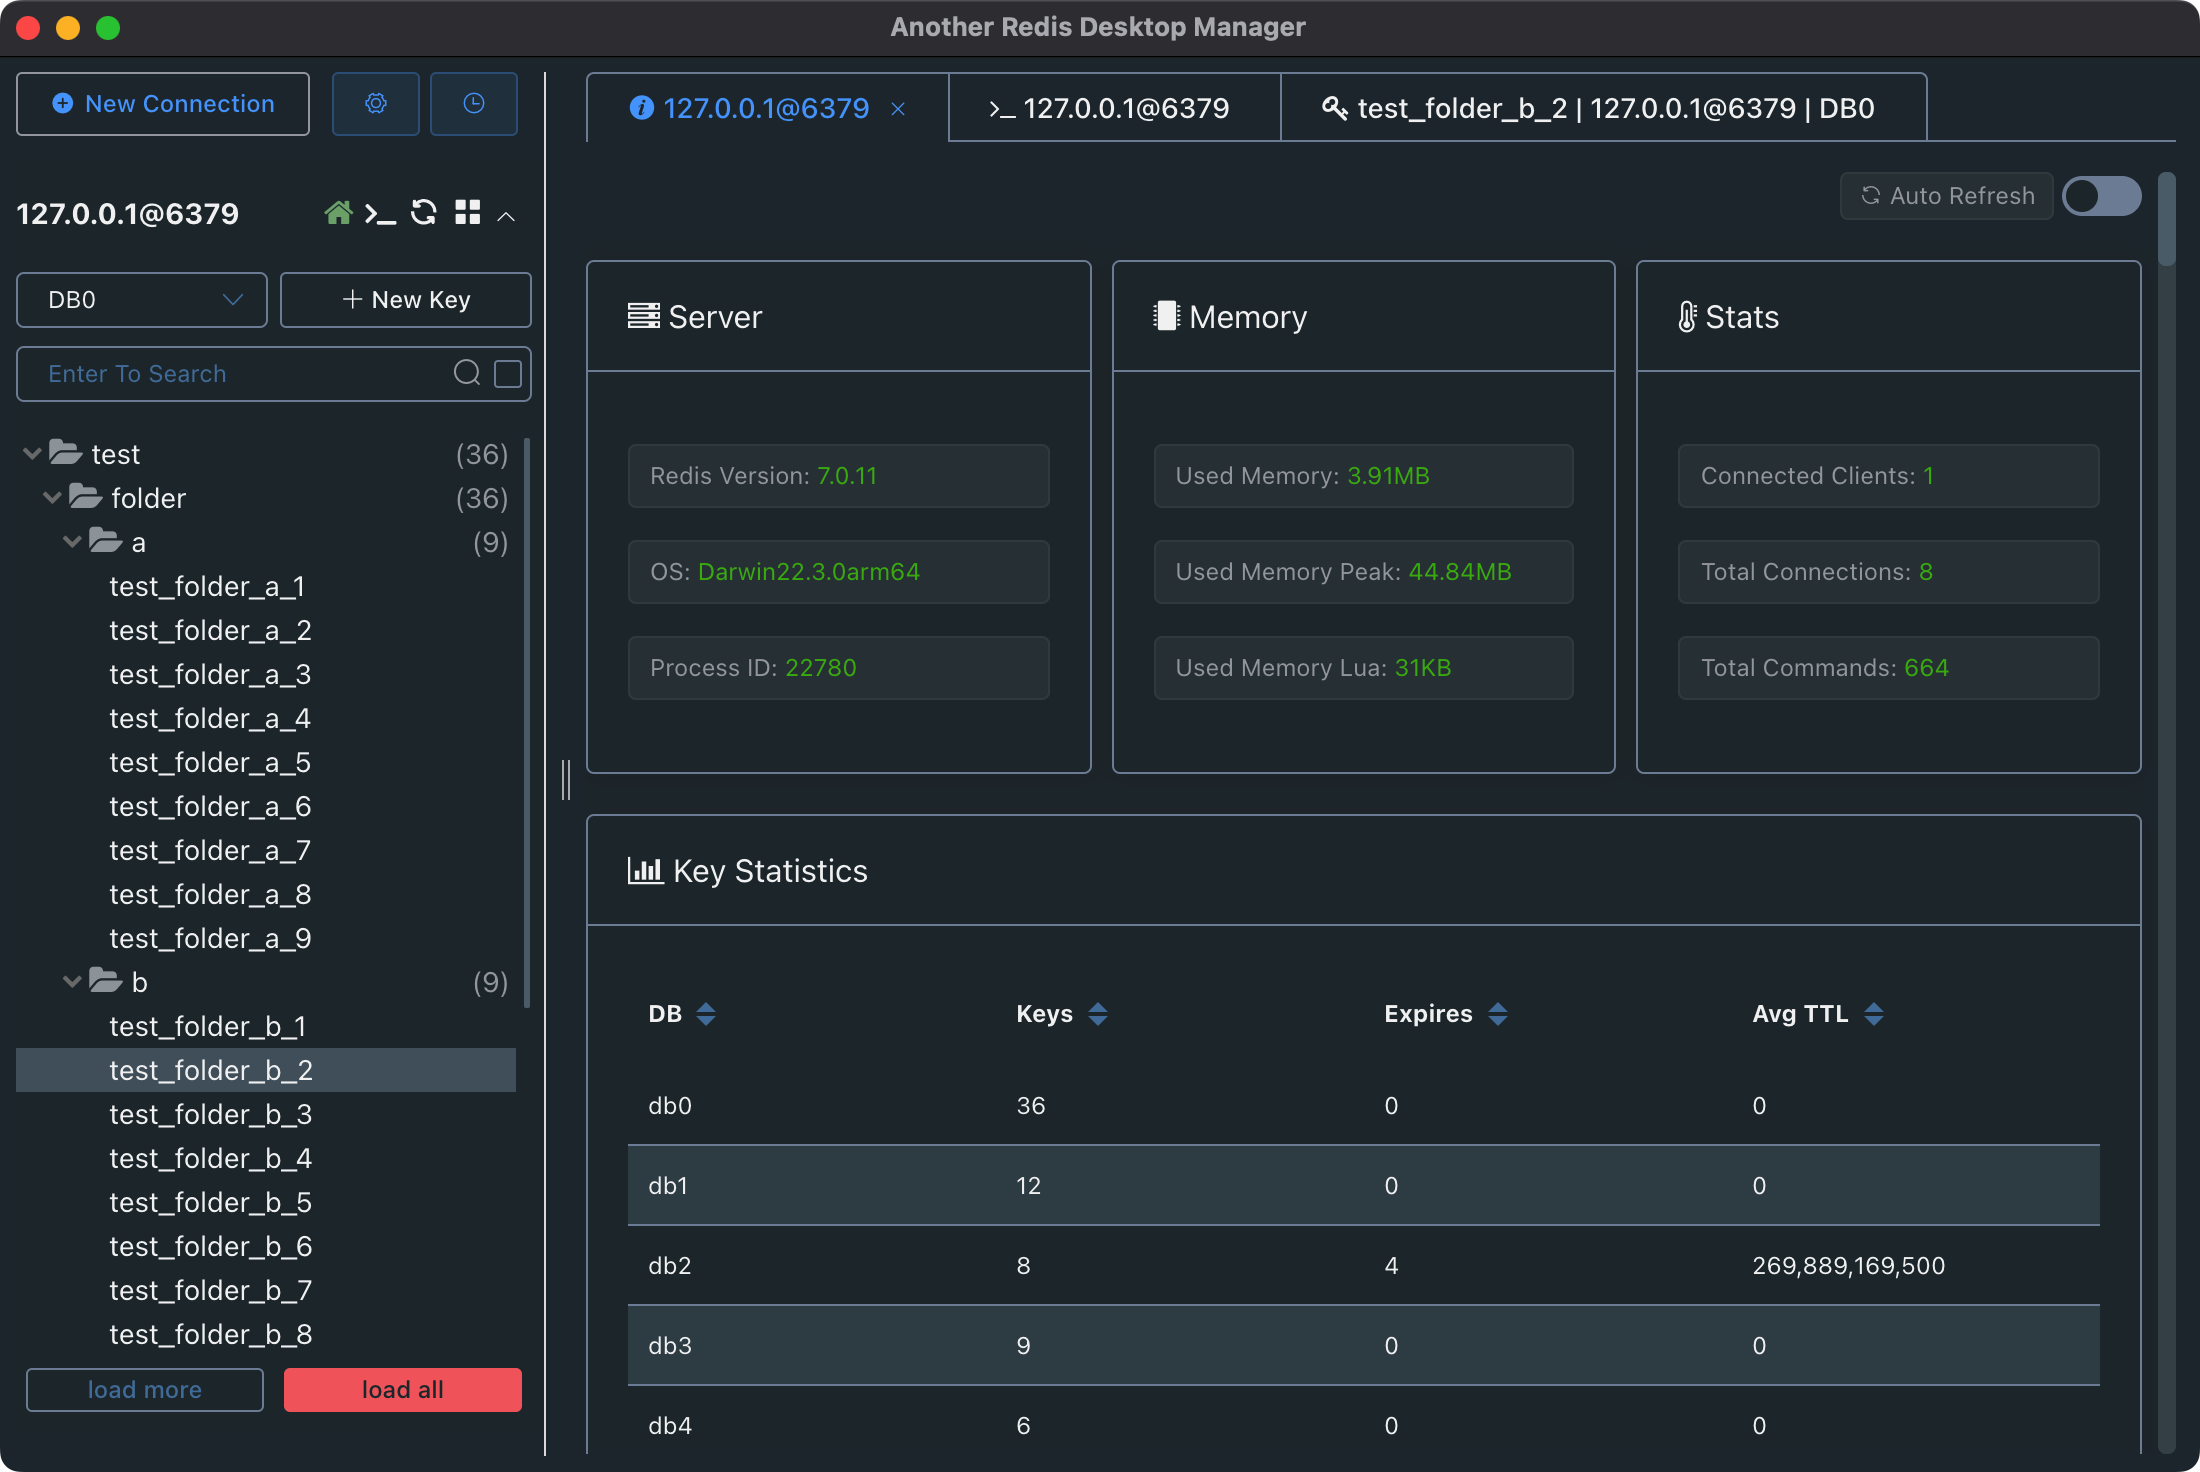 Another Redis Desktop Manager
New Connection
127.0.0.1@6379
127.0.0.1@6379
test_folder_b_2 | 127.0.0.1@6379 | DB0
127.0.0.1@6379
Auto Refresh
DB0
New Key
Enter To Search
test (36)
folder (36)
a (9)
test_folder_a_1
test_folder_a_2
test_folder_a_3
test_folder_a_4
test_folder_a_5
test_folder_a_6
test_folder_a_7
test_folder_a_8
test_folder_a_9
b (9)
test_folder_b_1
test_folder_b_2
test_folder_b_3
test_folder_b_4
test_folder_b_5
test_folder_b_6
test_folder_b_7
test_folder_b_8
load more
load all
Server
Redis Version: 7.0.11
OS: Darwin22.3.0arm64
Process ID: 22780
Memory
Used Memory: 3.91MB
Used Memory Peak: 44.84MB
Used Memory Lua: 31KB
Stats
Connected Clients: 1
Total Connections: 8
Total Commands: 664
Key Statistics
DB Keys Expires Avg TTL
db0 36 0 0
db1 12 0 0
db2 8 4 269,889,169,500
db3 9 0 0
db4 6 0 0